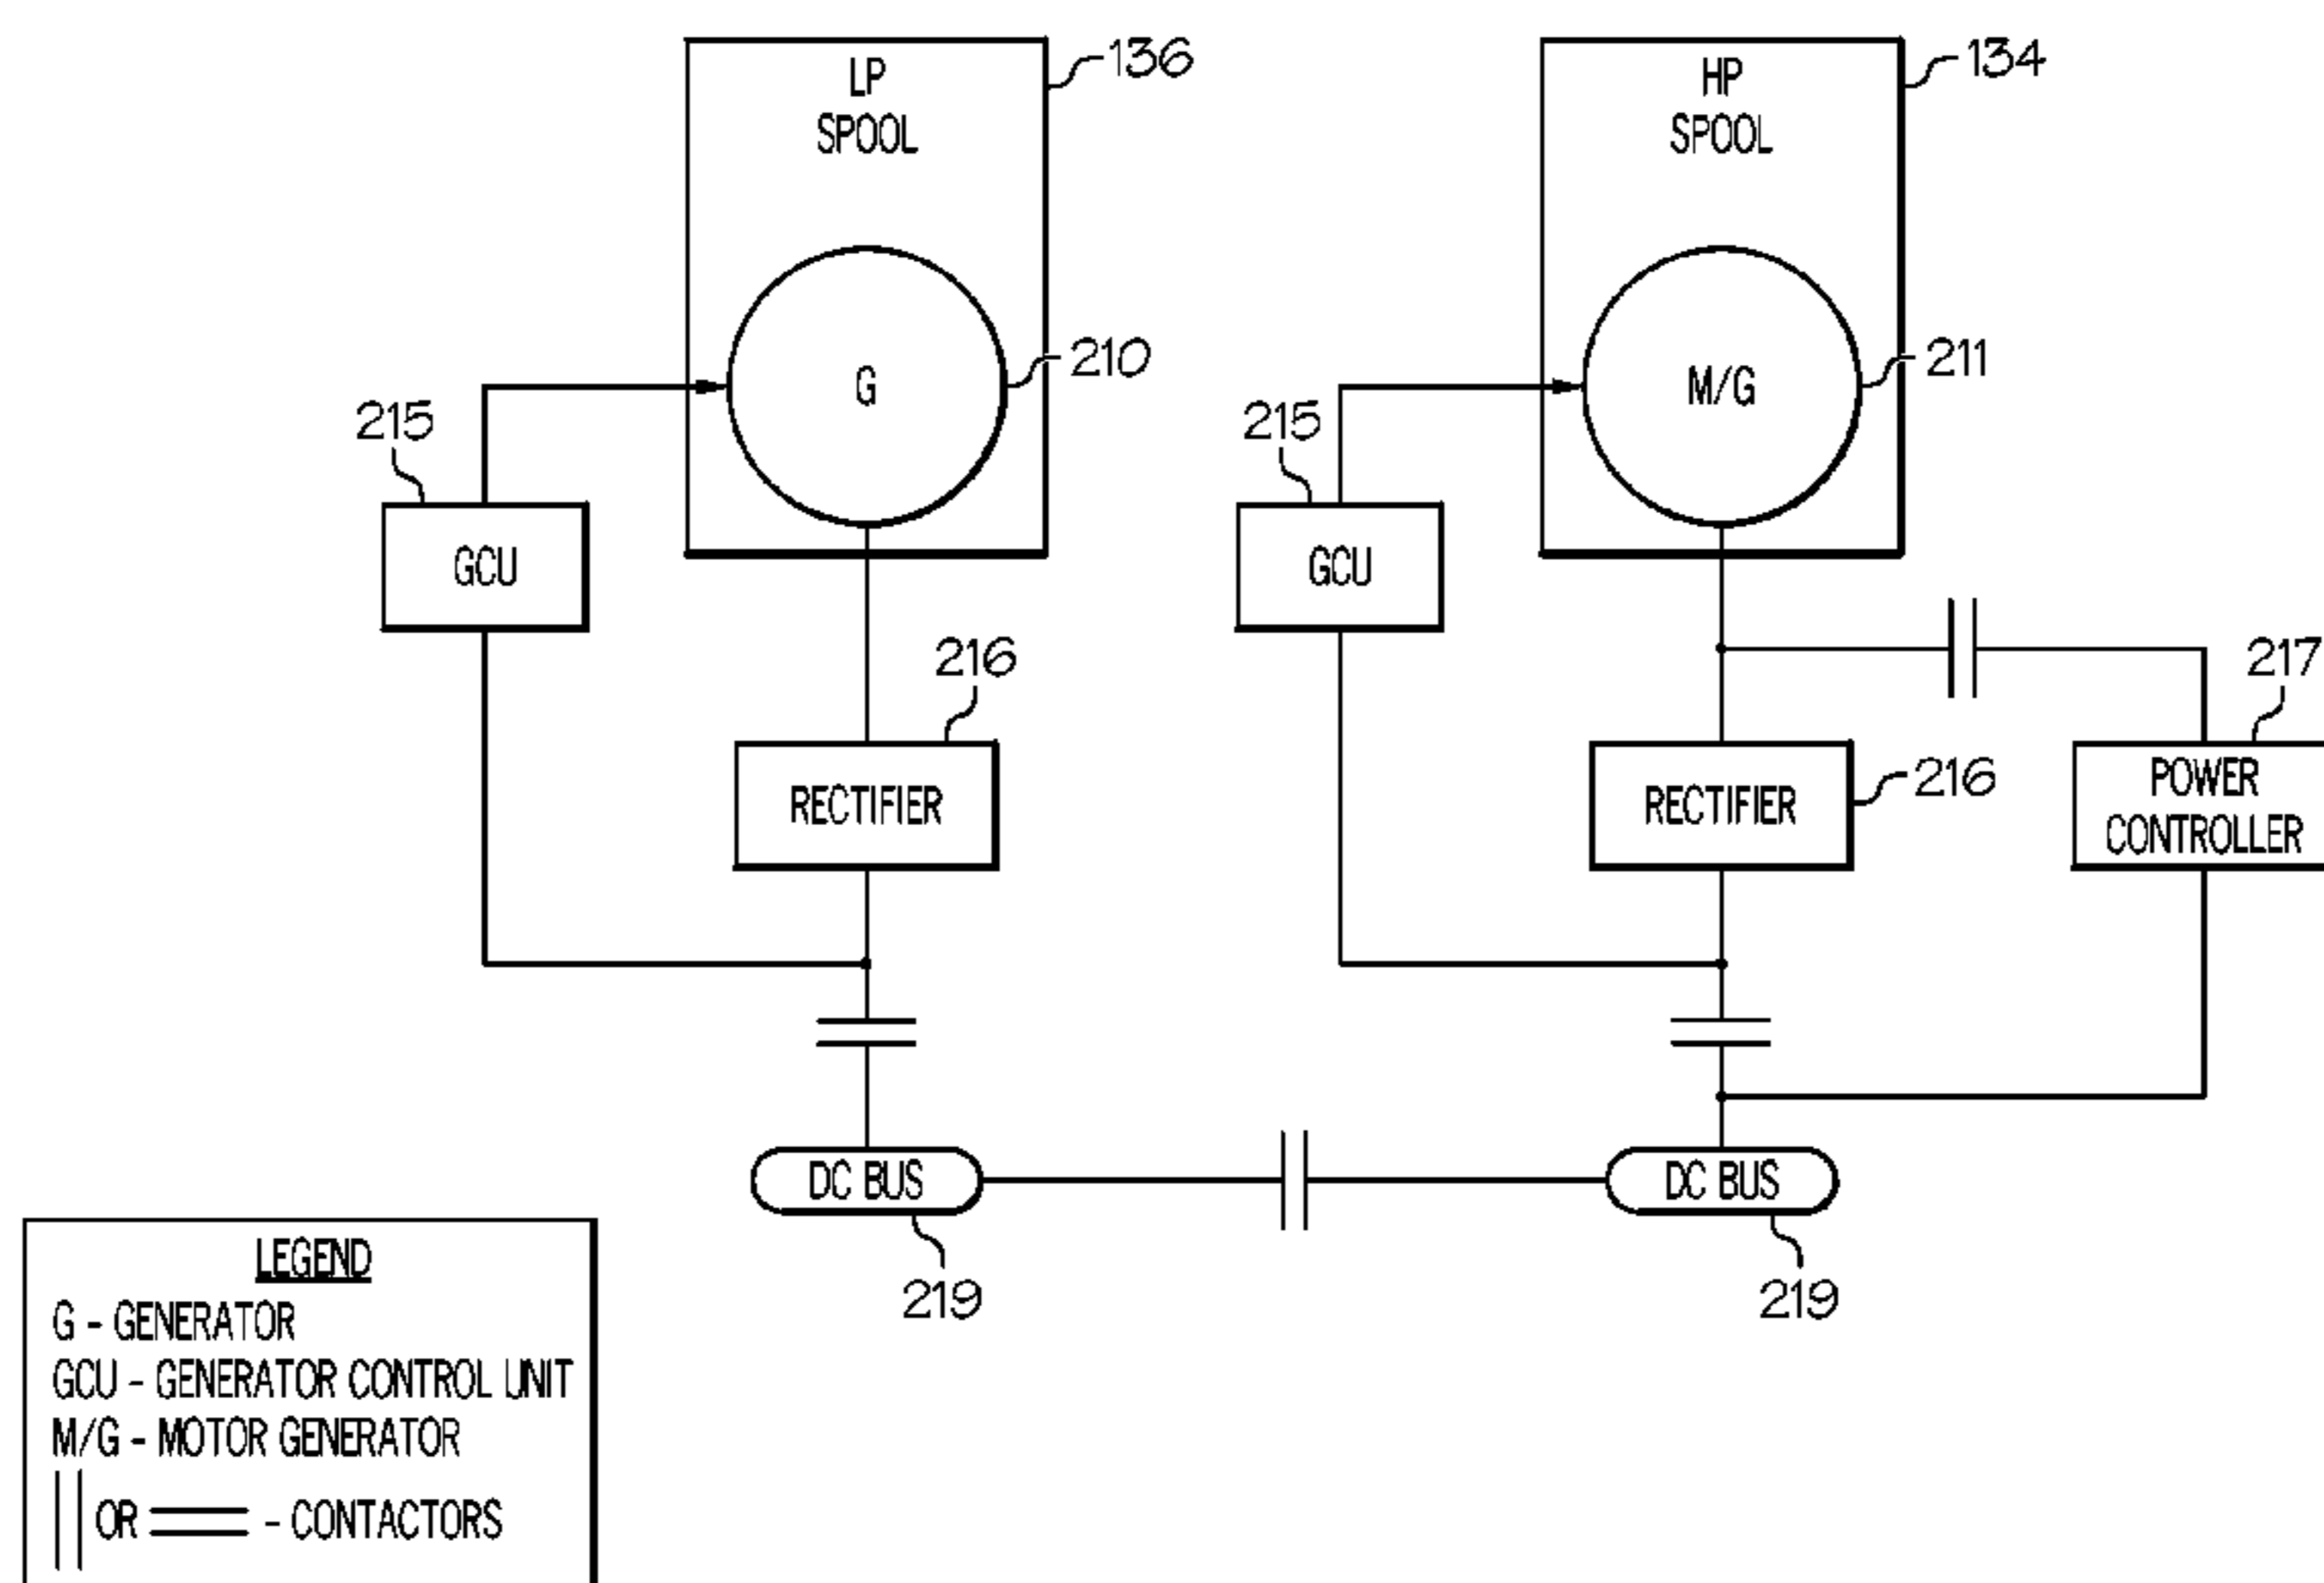 LP
SPOOL
136
HP
SPOOL
134
G
210
M/G
211
215
GCU
215
GCU
216
RECTIFIER
RECTIFIER
216
217
POWER
CONTROLLER
DC BUS
219
DC BUS
219
LEGEND
G - GENERATOR
GCU - GENERATOR CONTROL UNIT
M/G - MOTOR GENERATOR
OR - CONTACTORS